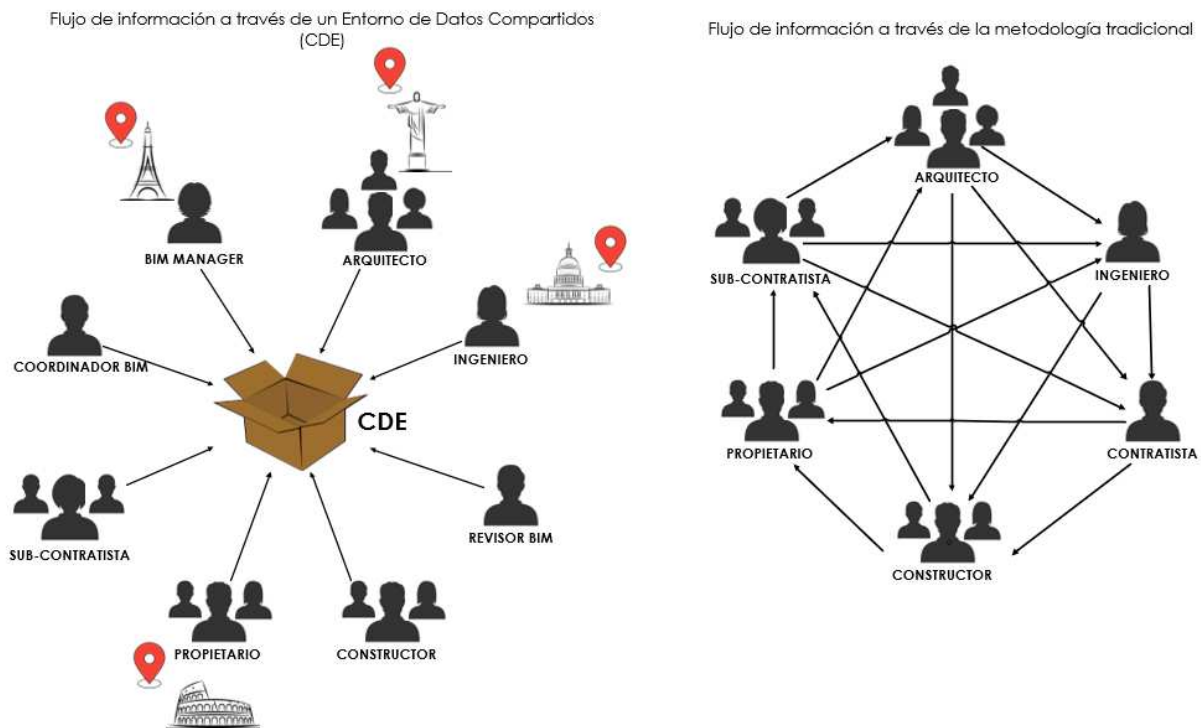 Flujo de información a través de un Entorno de Datos Compartidos
(CDE)
BIM MANAGER
ARQUITECTO
INGENIERO
COORDINADOR BIM
CDE
SUB-CONTRATISTA
REVISOR BIM
PROPIETARIO
CONSTRUCTOR
Flujo de información a través de la metodología tradicional
ARQUITECTO
SUB-CONTRATISTA
INGENIERO
PROPIETARIO
CONTRATISTA
CONSTRUCTOR